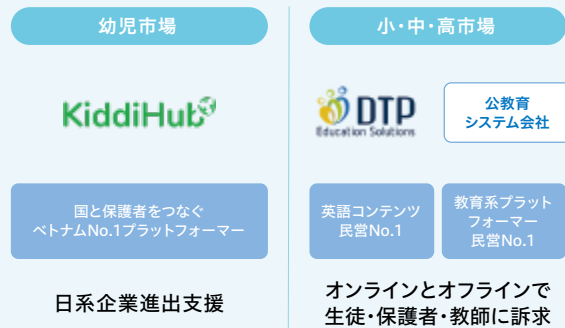 幼児市場
KiddiHub
国と保護者をつなぐ
ベトナムNo.1プラットフォーマー
日系企業進出支援
小・中・高市場
DTP
Education Solutions
公教育
システム会社
英語コンテンツ
民営No.1
教育系プラット
フォーマー
民営No.1
オンラインとオフラインで
生徒・保護者・教師に訴求